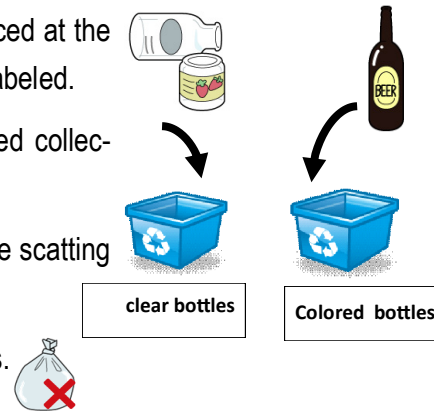 ced at the
abeled.
BEER
ed collec-
e scatting
clear bottles
Colored bottles
s.